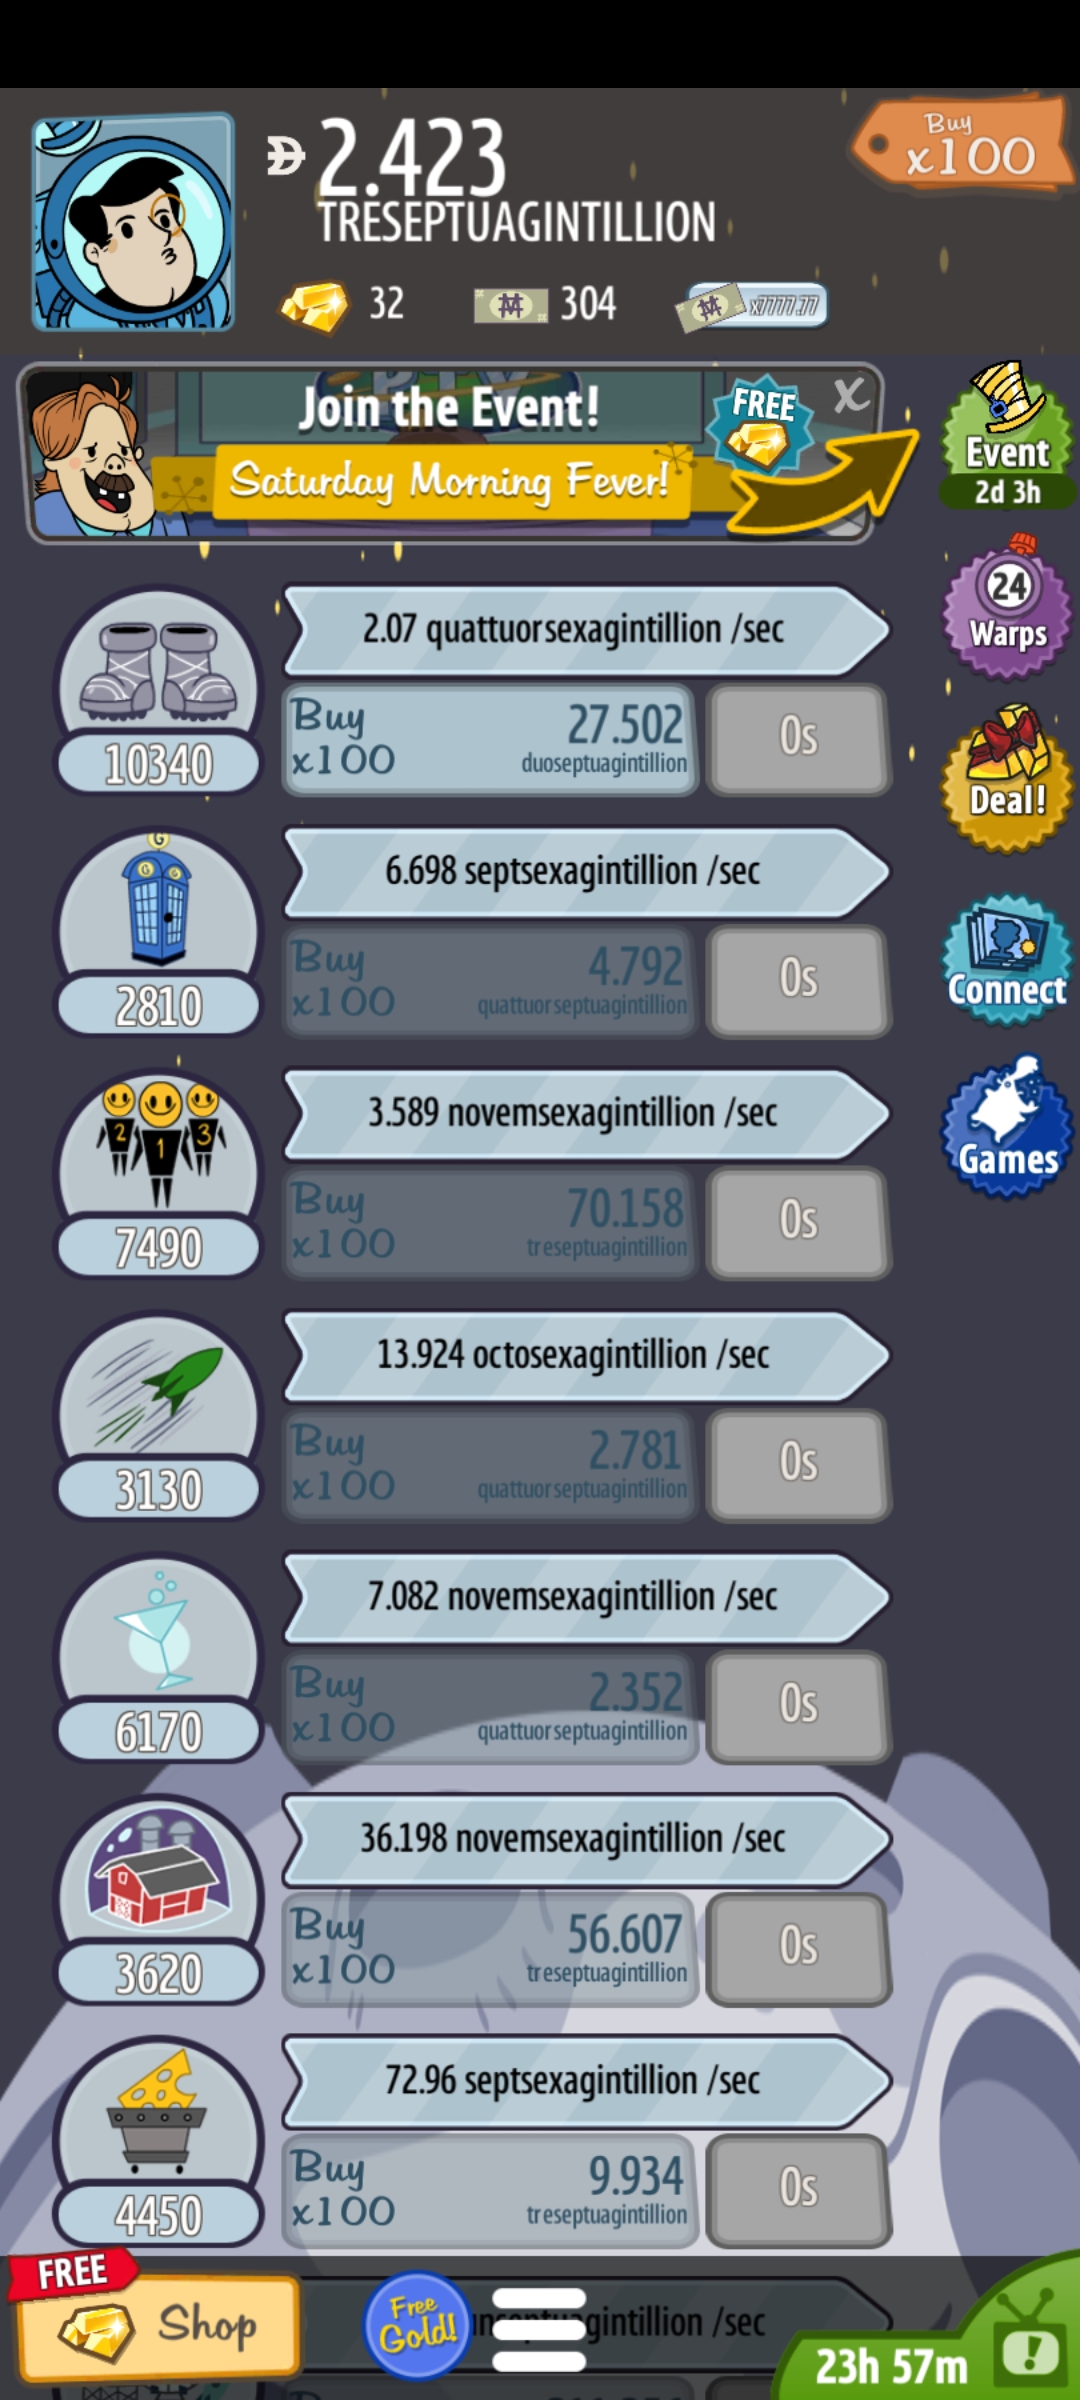 2.423
TRESEPTUAGINTILLION
Buy
x100
32
304
x7777.77
Join the Event!
FREE
X
Saturday Morning Fever!
Event
2d 3h
24
Warps
Deal!
Connect
Games
2.07 quattuorsexagintillion /sec
Buy
x100
27.502
duoseptuagintillion
0s
10340
6.698 septsexagintillion /sec
Buy
x100
4.792
quattuorseptuagintillion
0s
2810
2 1 3
3.589 novemsexagintillion /sec
Buy
x100
70.158
treseptuagintillion
0s
7490
13.924 octosexagintillion /sec
Buy
x100
2.781
quattuorseptuagintillion
0s
3130
7.082 novemsexagintillion /sec
Buy
x100
2.352
quattuorseptuagintillion
0s
6170
36.198 novemsexagintillion /sec
Buy
x100
56.607
treseptuagintillion
0s
3620
72.96 septsexagintillion /sec
Buy
x100
9.934
treseptuagintillion
0s
4450
FREE
Shop
Free
Gold!
/sec
23h 57m